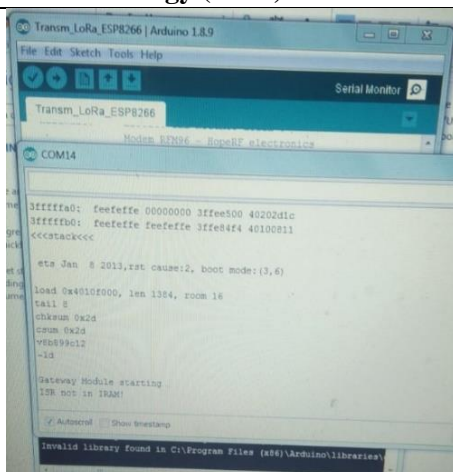 Transm_LoRa_ESP8266 | Arduino 1.8.9
File Edit Sketch Tools Help
Serial Monitor
Transm_LoRa_ESP8266
Modem RFM96 - HopeRF electronics
COM14
3fffffa0: feefeffe 00000000 3ffee500 40202d1c
3fffffb0: feefeffe feefeffe 3ffe84f4 40100811
<<<stack<<<
ets Jan 8 2013,rst cause:2, boot mode:(3,6)
load 0x4010f000, len 1384, room 16
tail 8
chksum 0x2d
csum 0x2d
v8b899c12
~ld
Gateway Module starting
ISR not in IRAM!
Autoscroll Show timestamp
Invalid library found in C:\Program Files (x86)\Arduino\libraries\